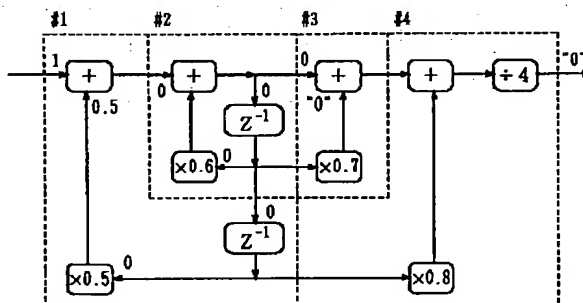 #1 #2 #3 #4
1 + 0 + 0 + + ÷4 "0"
0.5 0 "0"
Z⁻¹
×0.6 0 ×0.7
0
Z⁻¹
×0.5 0 ×0.8